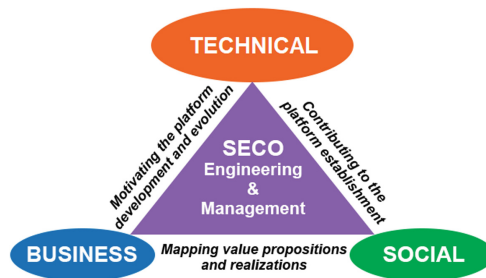 TECHNICAL
Motivating the platform
development and evolution
Contributing to the
platform establishment
SECO
Engineering
&
Management
BUSINESS
Mapping value propositions
and realizations
SOCIAL